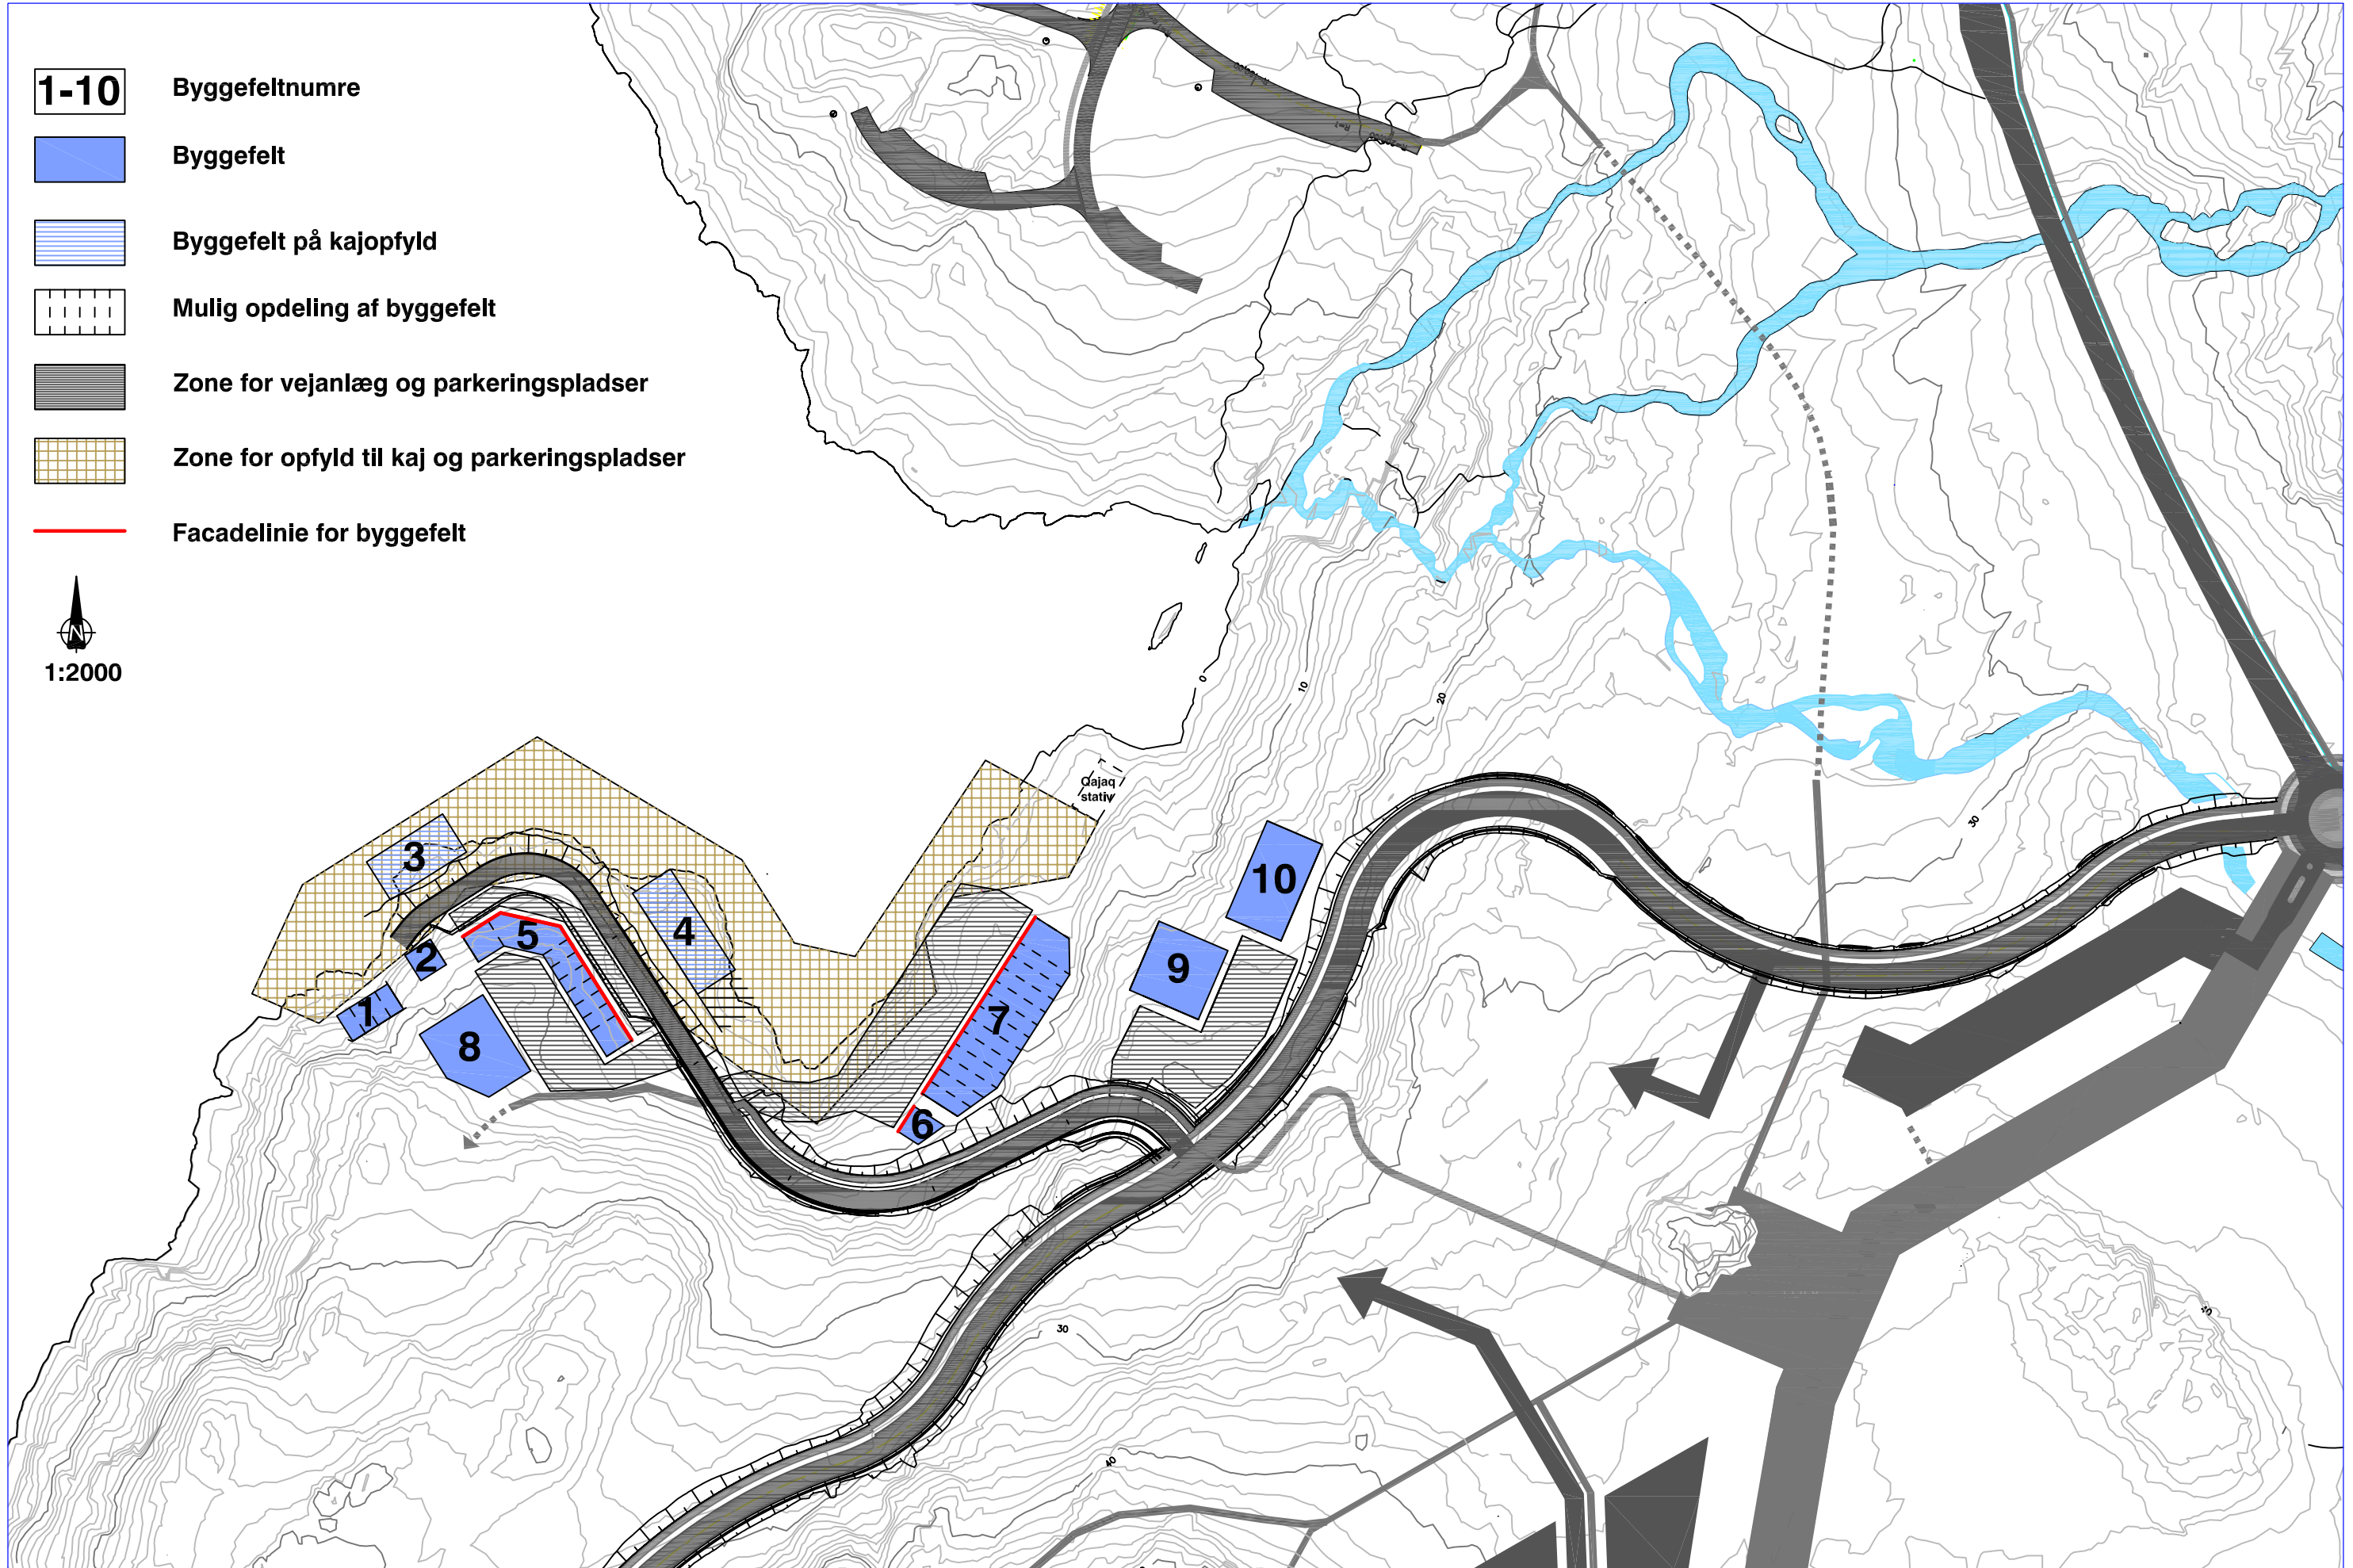 1-10 Byggefeltnumre
Byggefelt
Byggefelt på kajopfyld
Mulig opdeling af byggefelt
Zone for vejanlæg og parkeringspladser
Zone for opfyld til kaj og parkeringspladser
Facadelinie for byggefelt
N
1:2000
0
10
20
30
Qajaq
stativ
3
10
4
5
2
9
1
7
8
6
30
40